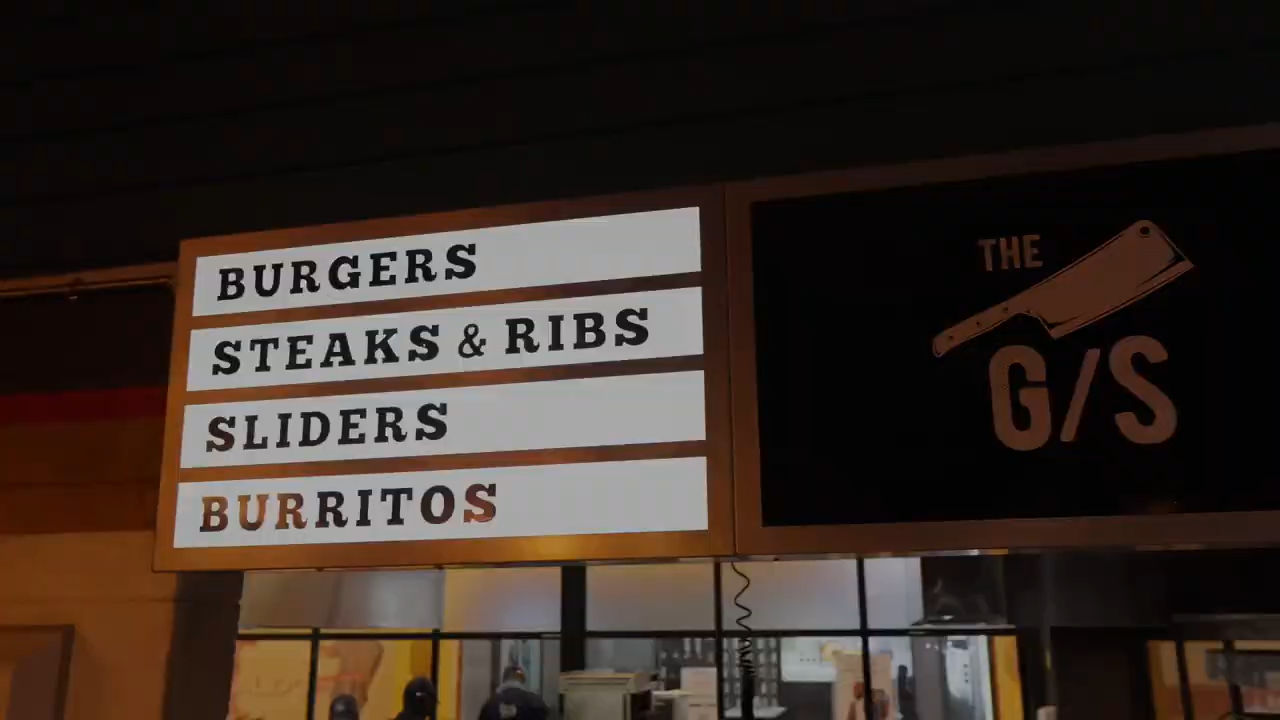 BURGERS
STEAKS & RIBS
SLIDERS
BURRITOS
THE
G/S